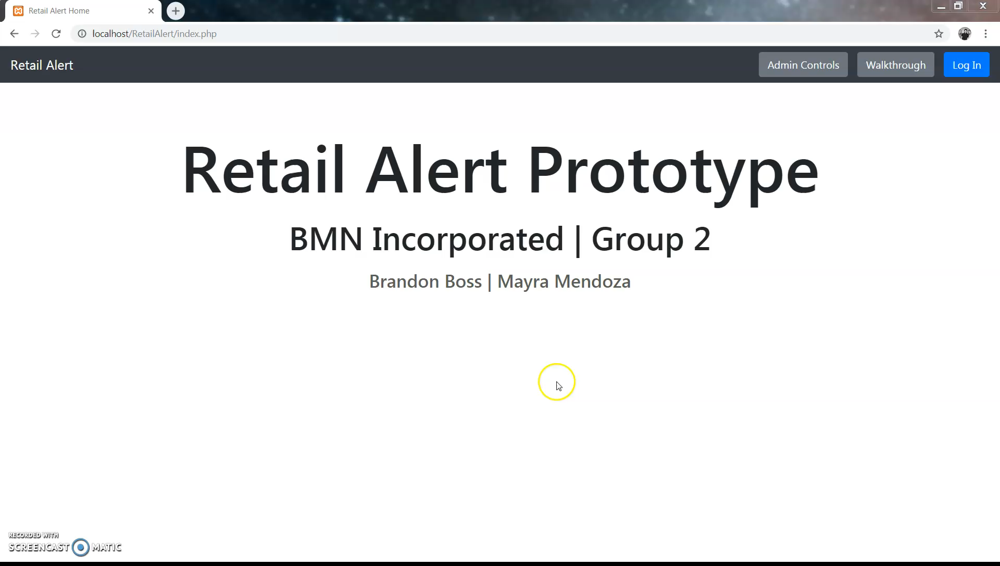 Retail Alert Home
localhost/RetailAlert/index.php
Retail Alert
Admin Controls
Walkthrough
Log In
Retail Alert Prototype
BMN Incorporated | Group 2
Brandon Boss | Mayra Mendoza
RECORDED WITH
SCREENCAST MATIC